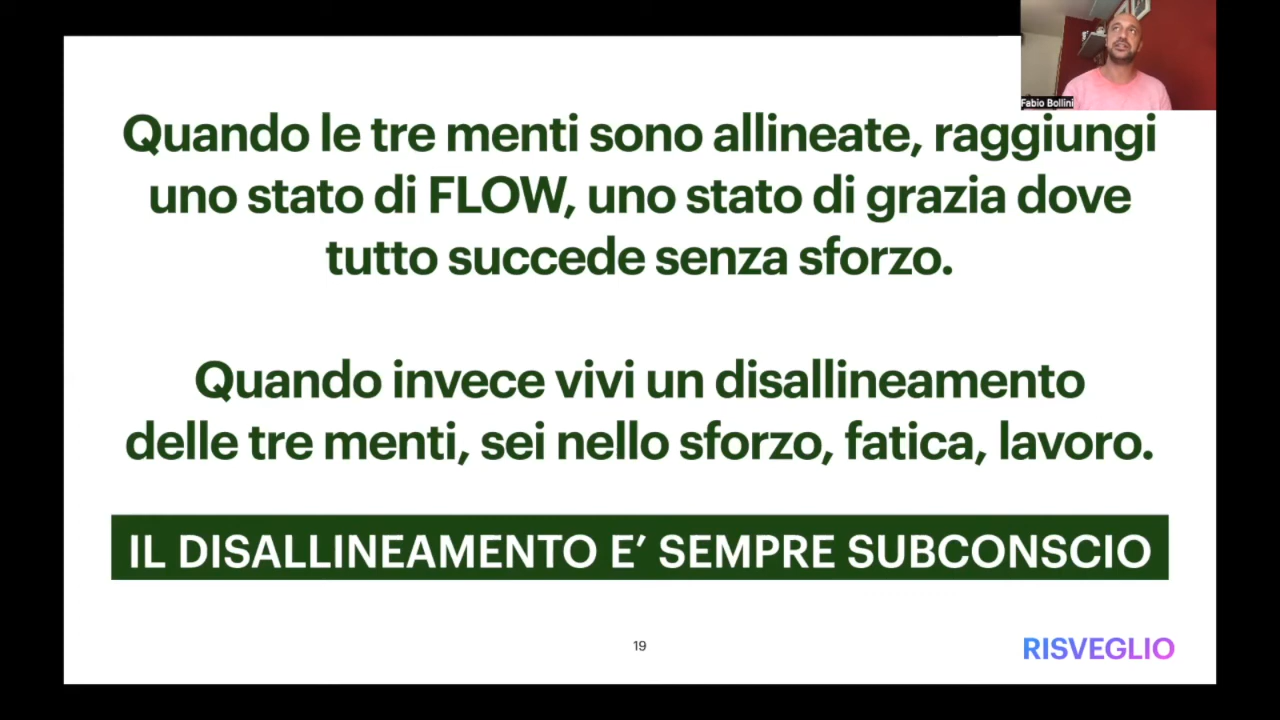 Fabio Bollini
Quando le tre menti sono allineate, raggiungi
uno stato di FLOW, uno stato di grazia dove
tutto succede senza sforzo.
Quando invece vivi un disallineamento
delle tre menti, sei nello sforzo, fatica, lavoro.
IL DISALLINEAMENTO E’ SEMPRE SUBCONSCIO
19
RISVEGLIO